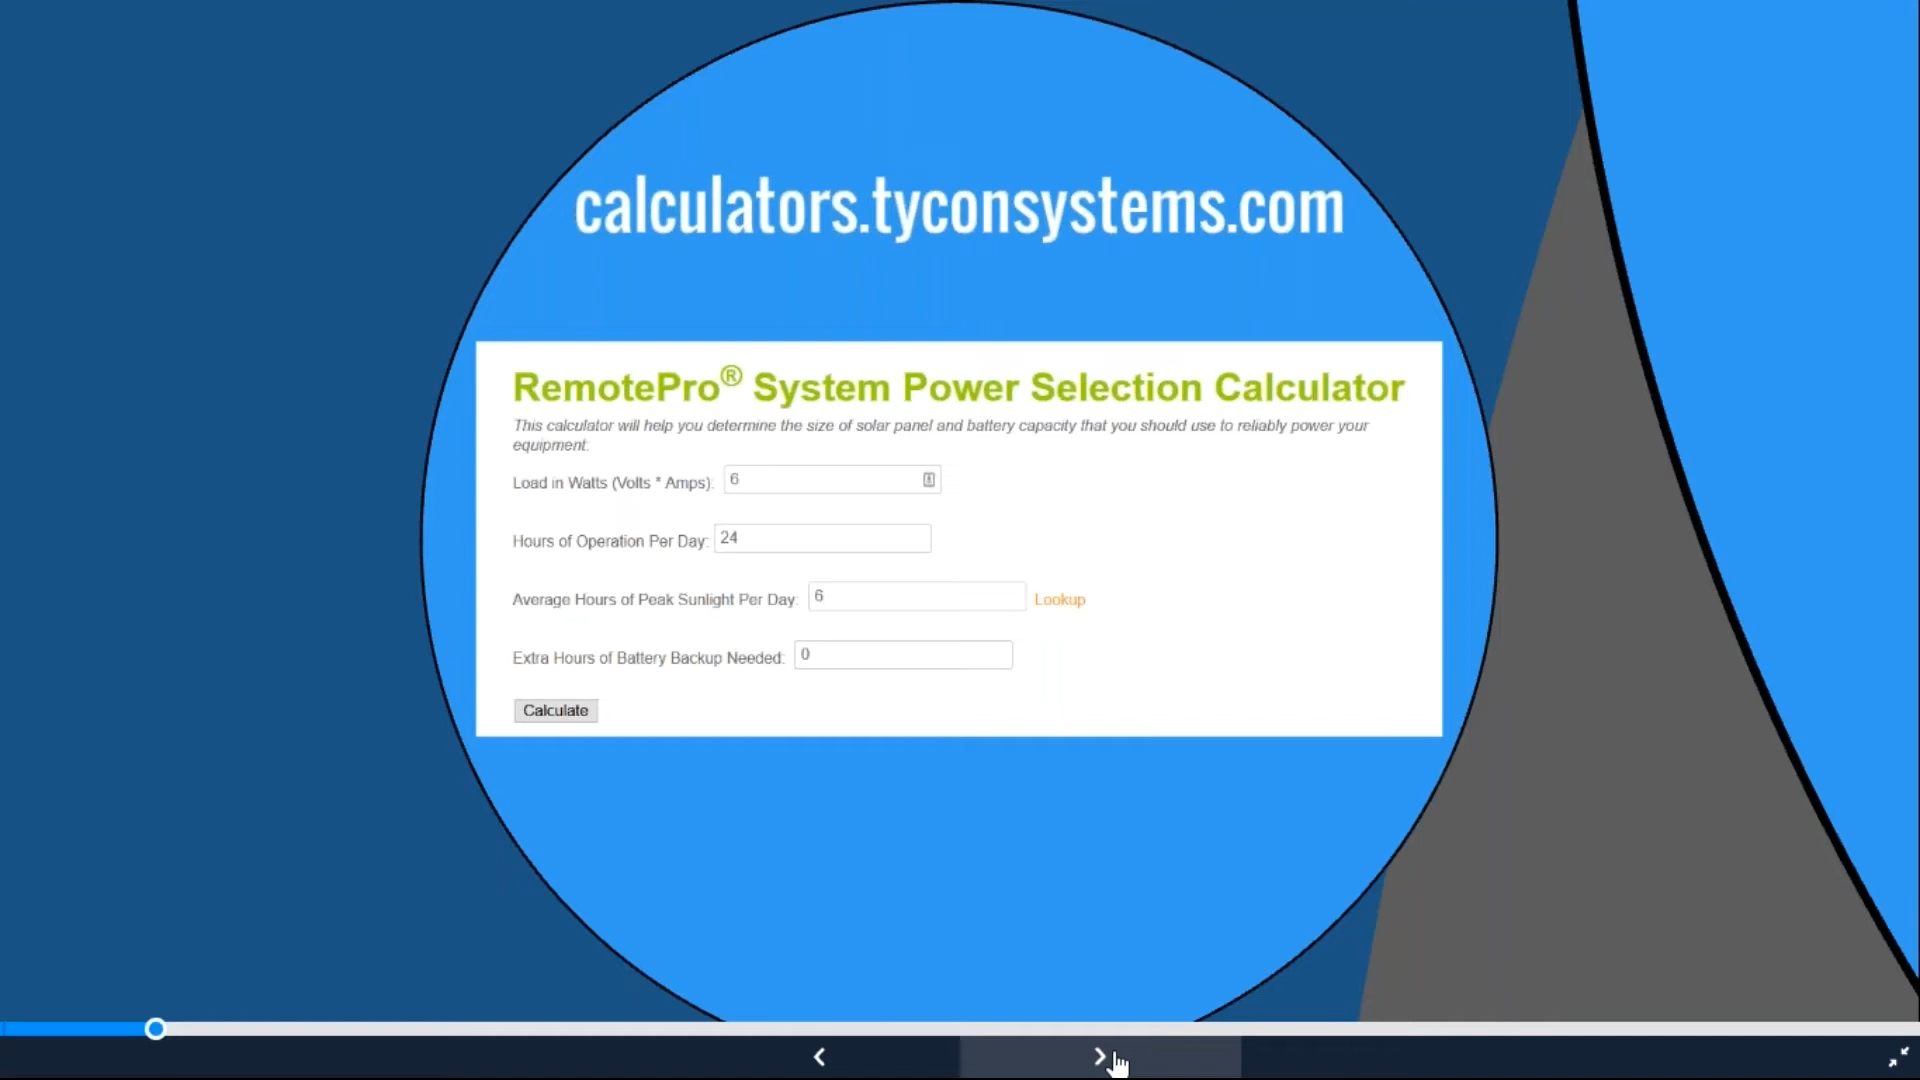 calculators.tyconsystems.com
RemotePro® System Power Selection Calculator
This calculator will help you determine the size of solar panel and battery capacity that you should use to reliably power your
equipment.
Load in Watts (Volts * Amps): 6
Hours of Operation Per Day: 24
Average Hours of Peak Sunlight Per Day: 6 Lookup
Extra Hours of Battery Backup Needed: 0
Calculate